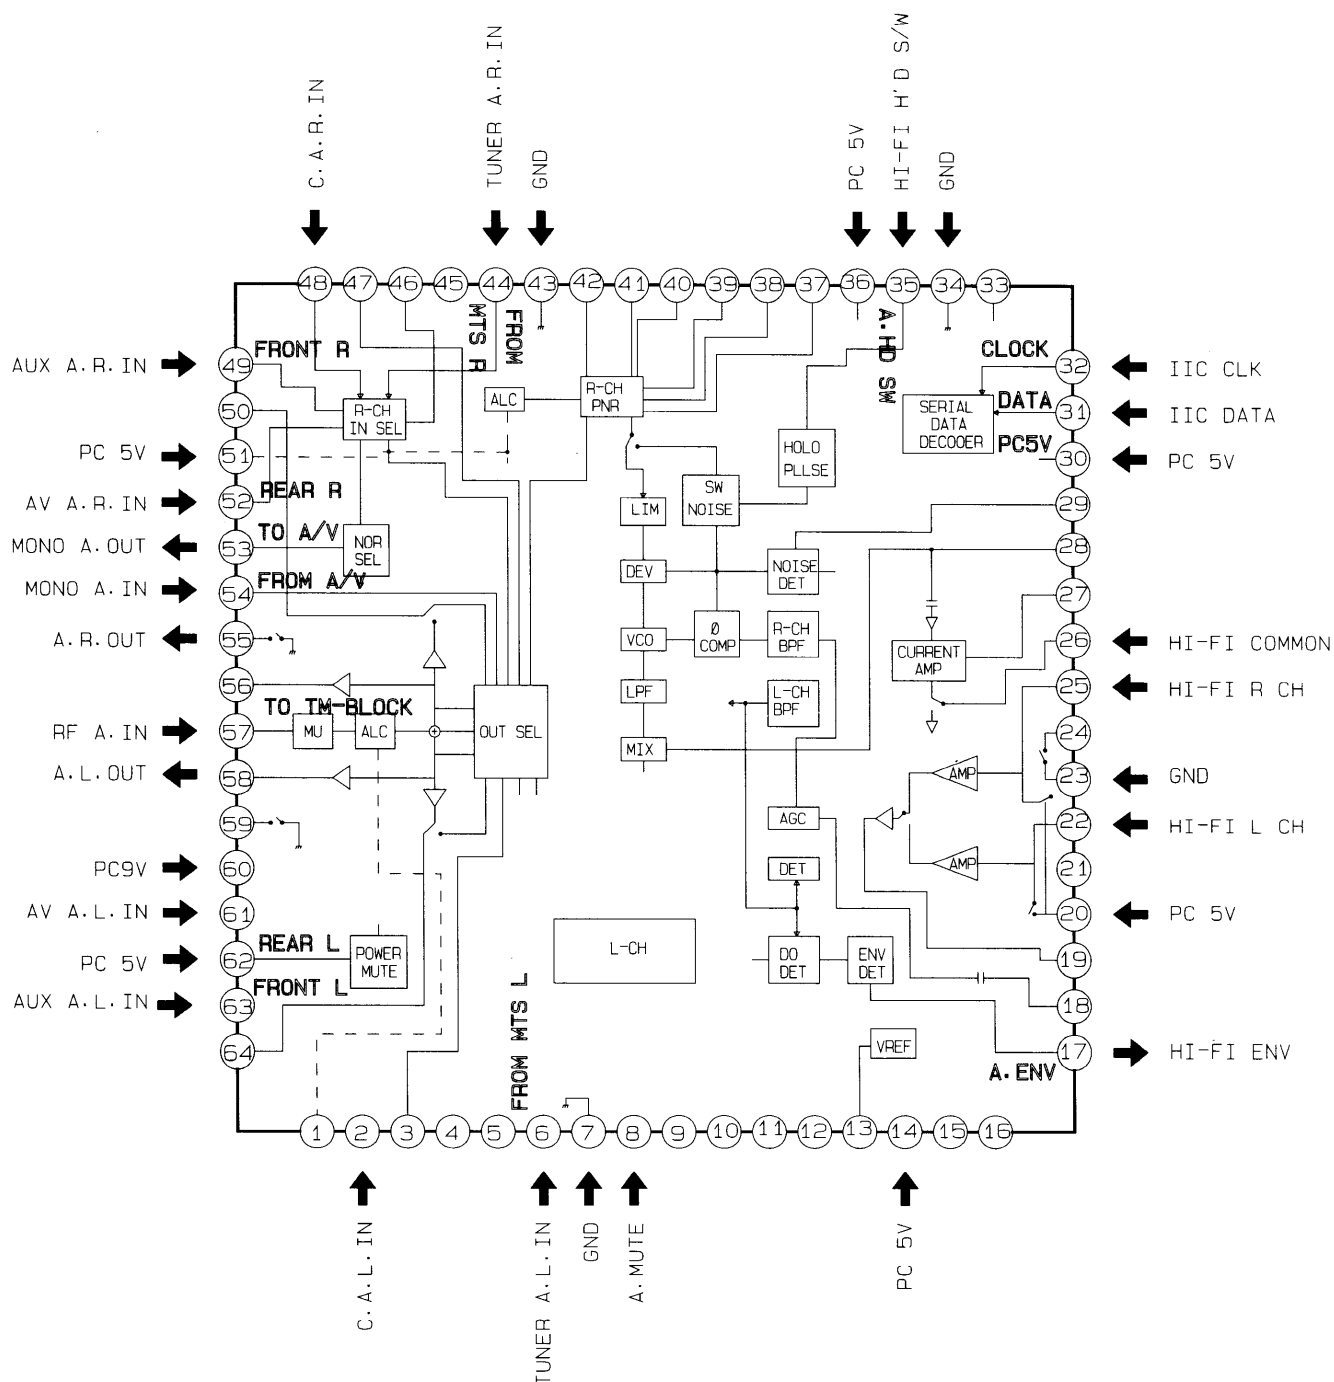 C.A.R.IN
TUNER A.R.IN
GND
PC 5V
HI-FI H'D S/W
GND
48 47 46 45 44 43 42 41 40 39 38 37 36 35 34 33
AUX A.R.IN
49
50
PC 5V
51
AV A.R.IN
52
MONO A.OUT
53
MONO A.IN
54
A.R.OUT
55
56
RF A.IN
57
A.L.OUT
58
59
PC9V
60
AV A.L.IN
61
PC 5V
62
AUX A.L.IN
63
64
FRONT R
REAR R
TO A/V
FROM A/V
TO TM-BLOCK
REAR L
FRONT L
R-CH
IN SEL
NOR
SEL
MU
ALC
OUT SEL
POWER
MUTE
FROM
MTS R
ALC
R-CH
PNR
LIM
DEV
VCO
LPF
MIX
SW
NOISE
HOLO
PLLSE
NOISE
DET
Ø
COMP
R-CH
BPF
L-CH
BPF
AGC
DET
DO
DET
ENV
DET
L-CH
VREF
FROM MTS L
A.HD SW
CLOCK
DATA
PC5V
SERIAL
DATA
DECOOER
CURRENT
AMP
AMP
AMP
A.ENV
32
IIC CLK
31
IIC DATA
30
PC 5V
29
28
27
26
HI-FI COMMON
25
HI-FI R CH
24
23
GND
22
HI-FI L CH
21
20
PC 5V
19
18
17
HI-FI ENV
1 2 3 4 5 6 7 8 9 10 11 12 13 14 15 16
C.A.L.IN
TUNER A.L.IN
GND
A.MUTE
PC 5V